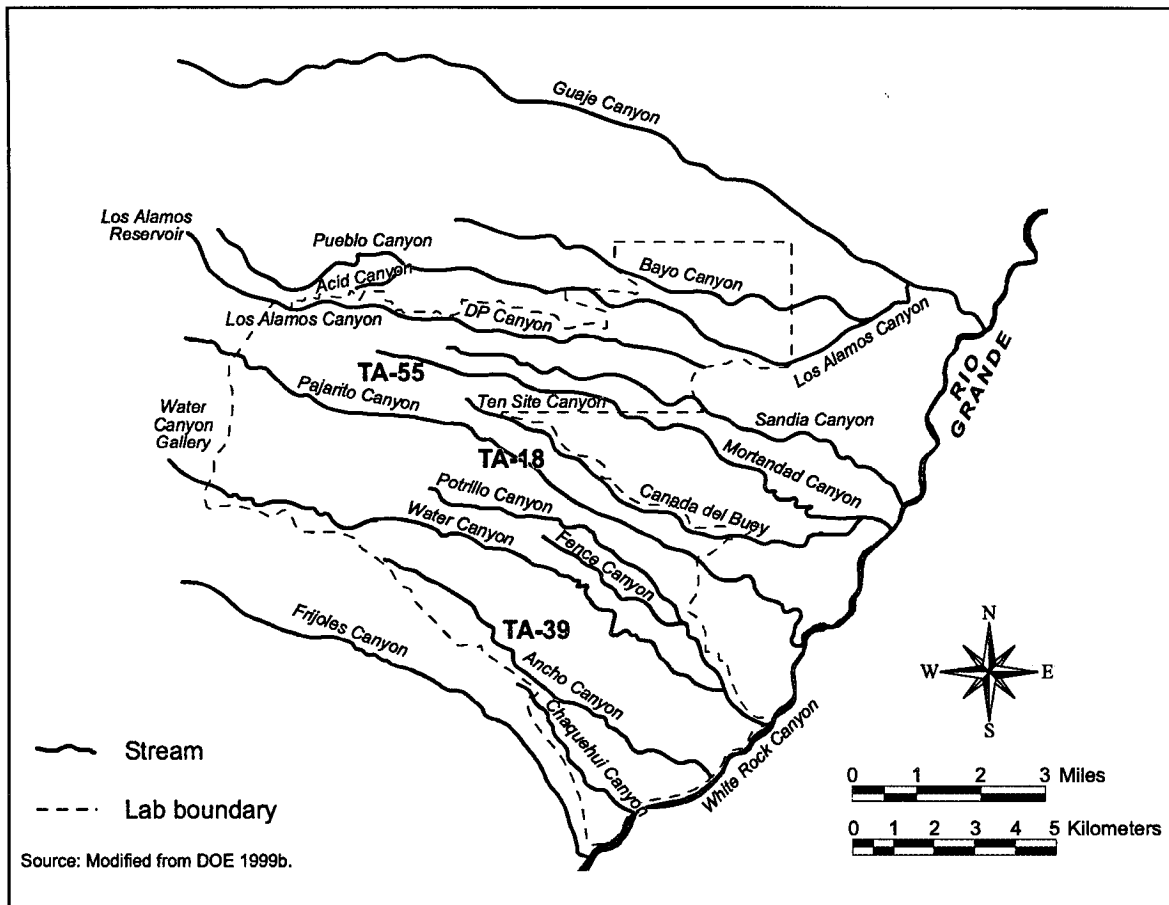 Guaje Canyon
Los Alamos
Reservoir
Pueblo Canyon
Acid Canyon
Bayo Canyon
Los Alamos Canyon
DP Canyon
Los Alamos Canyon
RIO
GRANDE
TA-55
Pajarito Canyon
Ten Site Canyon
Sandia Canyon
Water
Canyon
Gallery
Mortandad Canyon
TA-18
Potrillo Canyon
Canada del Buey
Water Canyon
Fence Canyon
Frijoles Canyon
TA-39
Ancho Canyon
Chaquehui Canyon
White Rock Canyon
N
W
E
S
Stream
Lab boundary
0 1 2 3 Miles
0 1 2 3 4 5 Kilometers
Source: Modified from DOE 1999b.